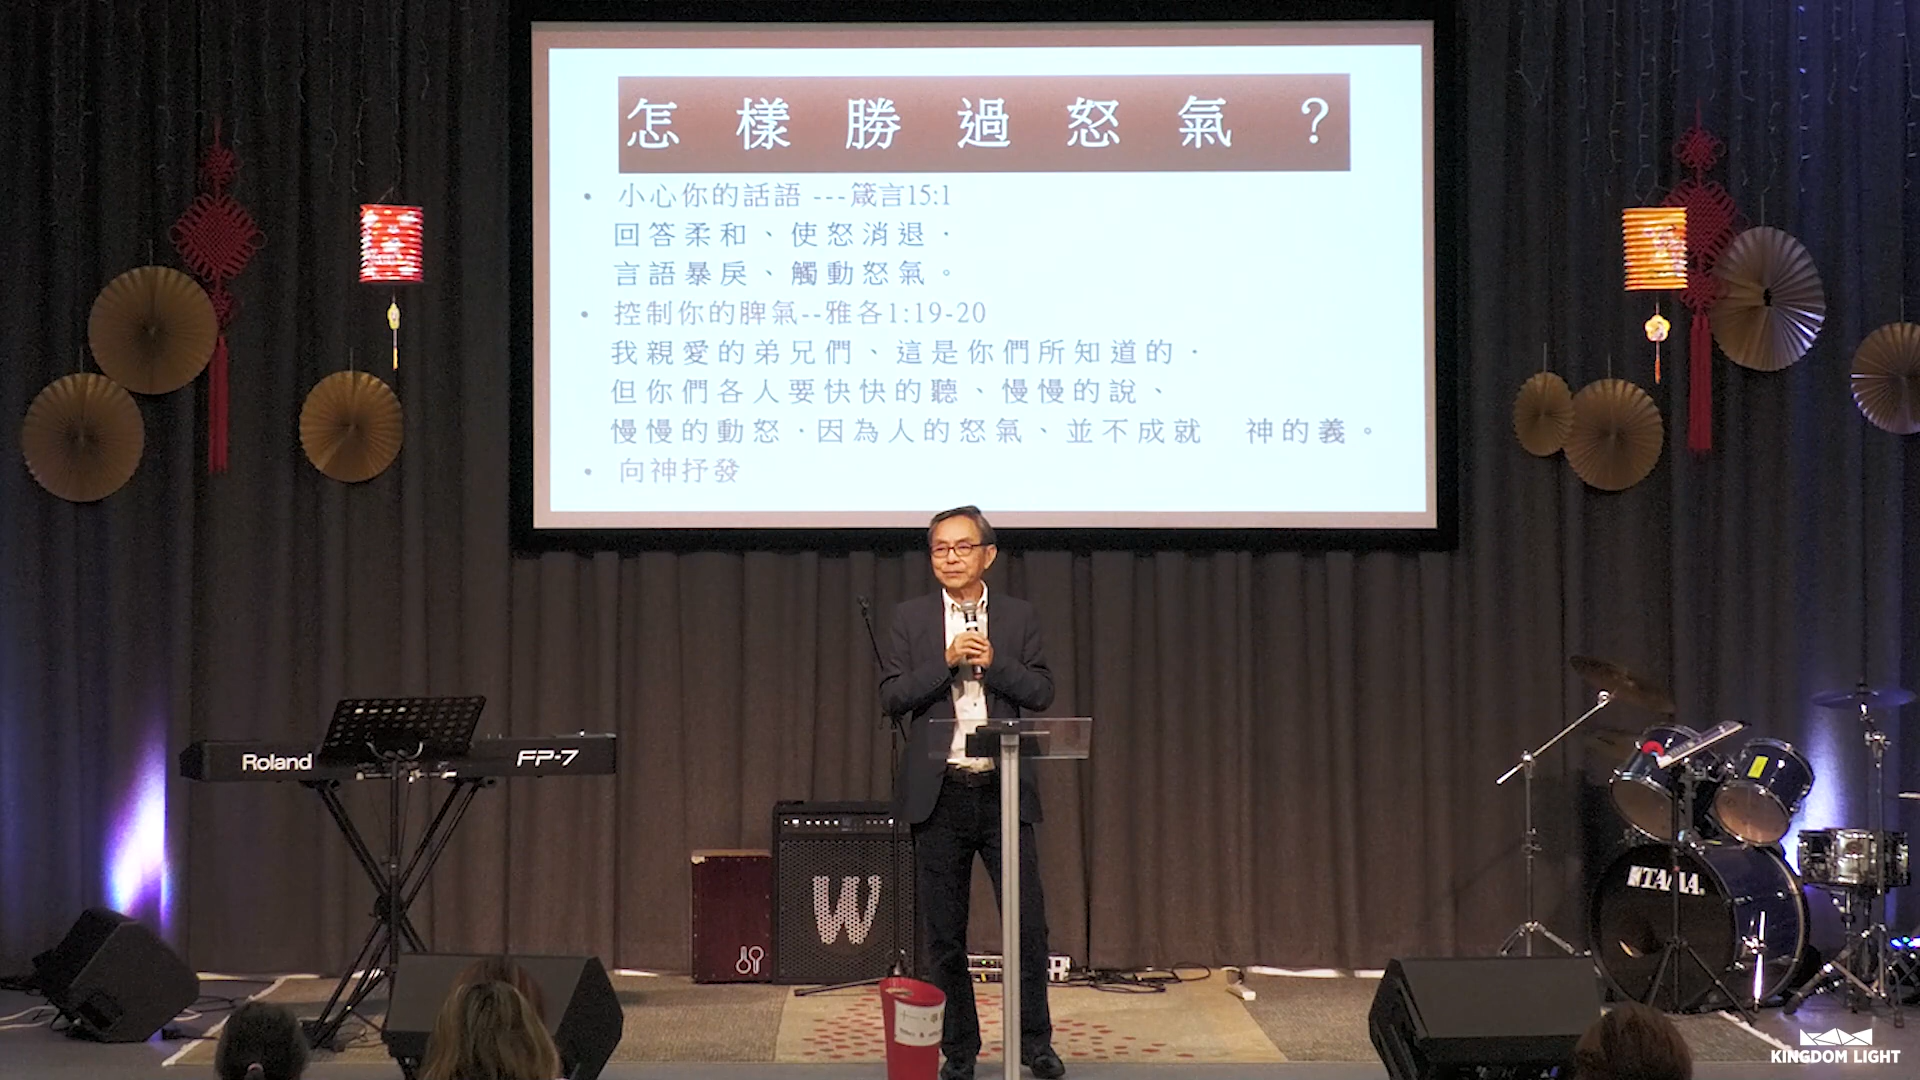 怎樣勝過怒氣？
• 小心你的話語 ---箴言15:1
回答柔和、使怒消退．
言語暴戾、觸動怒氣。
• 控制你的脾氣--雅各1:19-20
我親愛的弟兄們、這是你們所知道的．
但你們各人要快快的聽、慢慢的說、
慢慢的動怒．因為人的怒氣、並不成就　神的義。
• 向神抒發
Roland
FP-7
W
TAMA
KINGDOM LIGHT